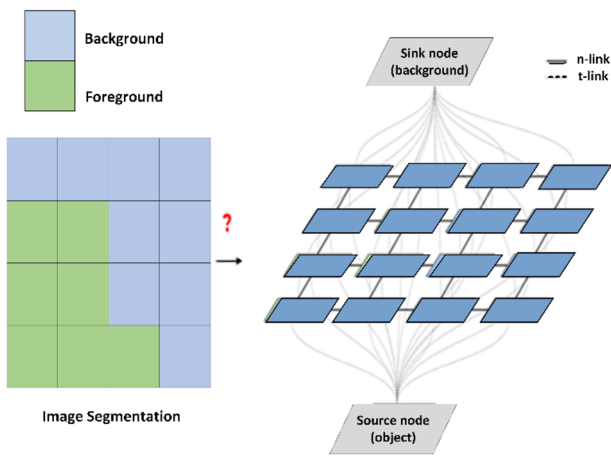 Background
Foreground
Sink node
(background)
n-link
t-link
?
Image Segmentation
Source node
(object)